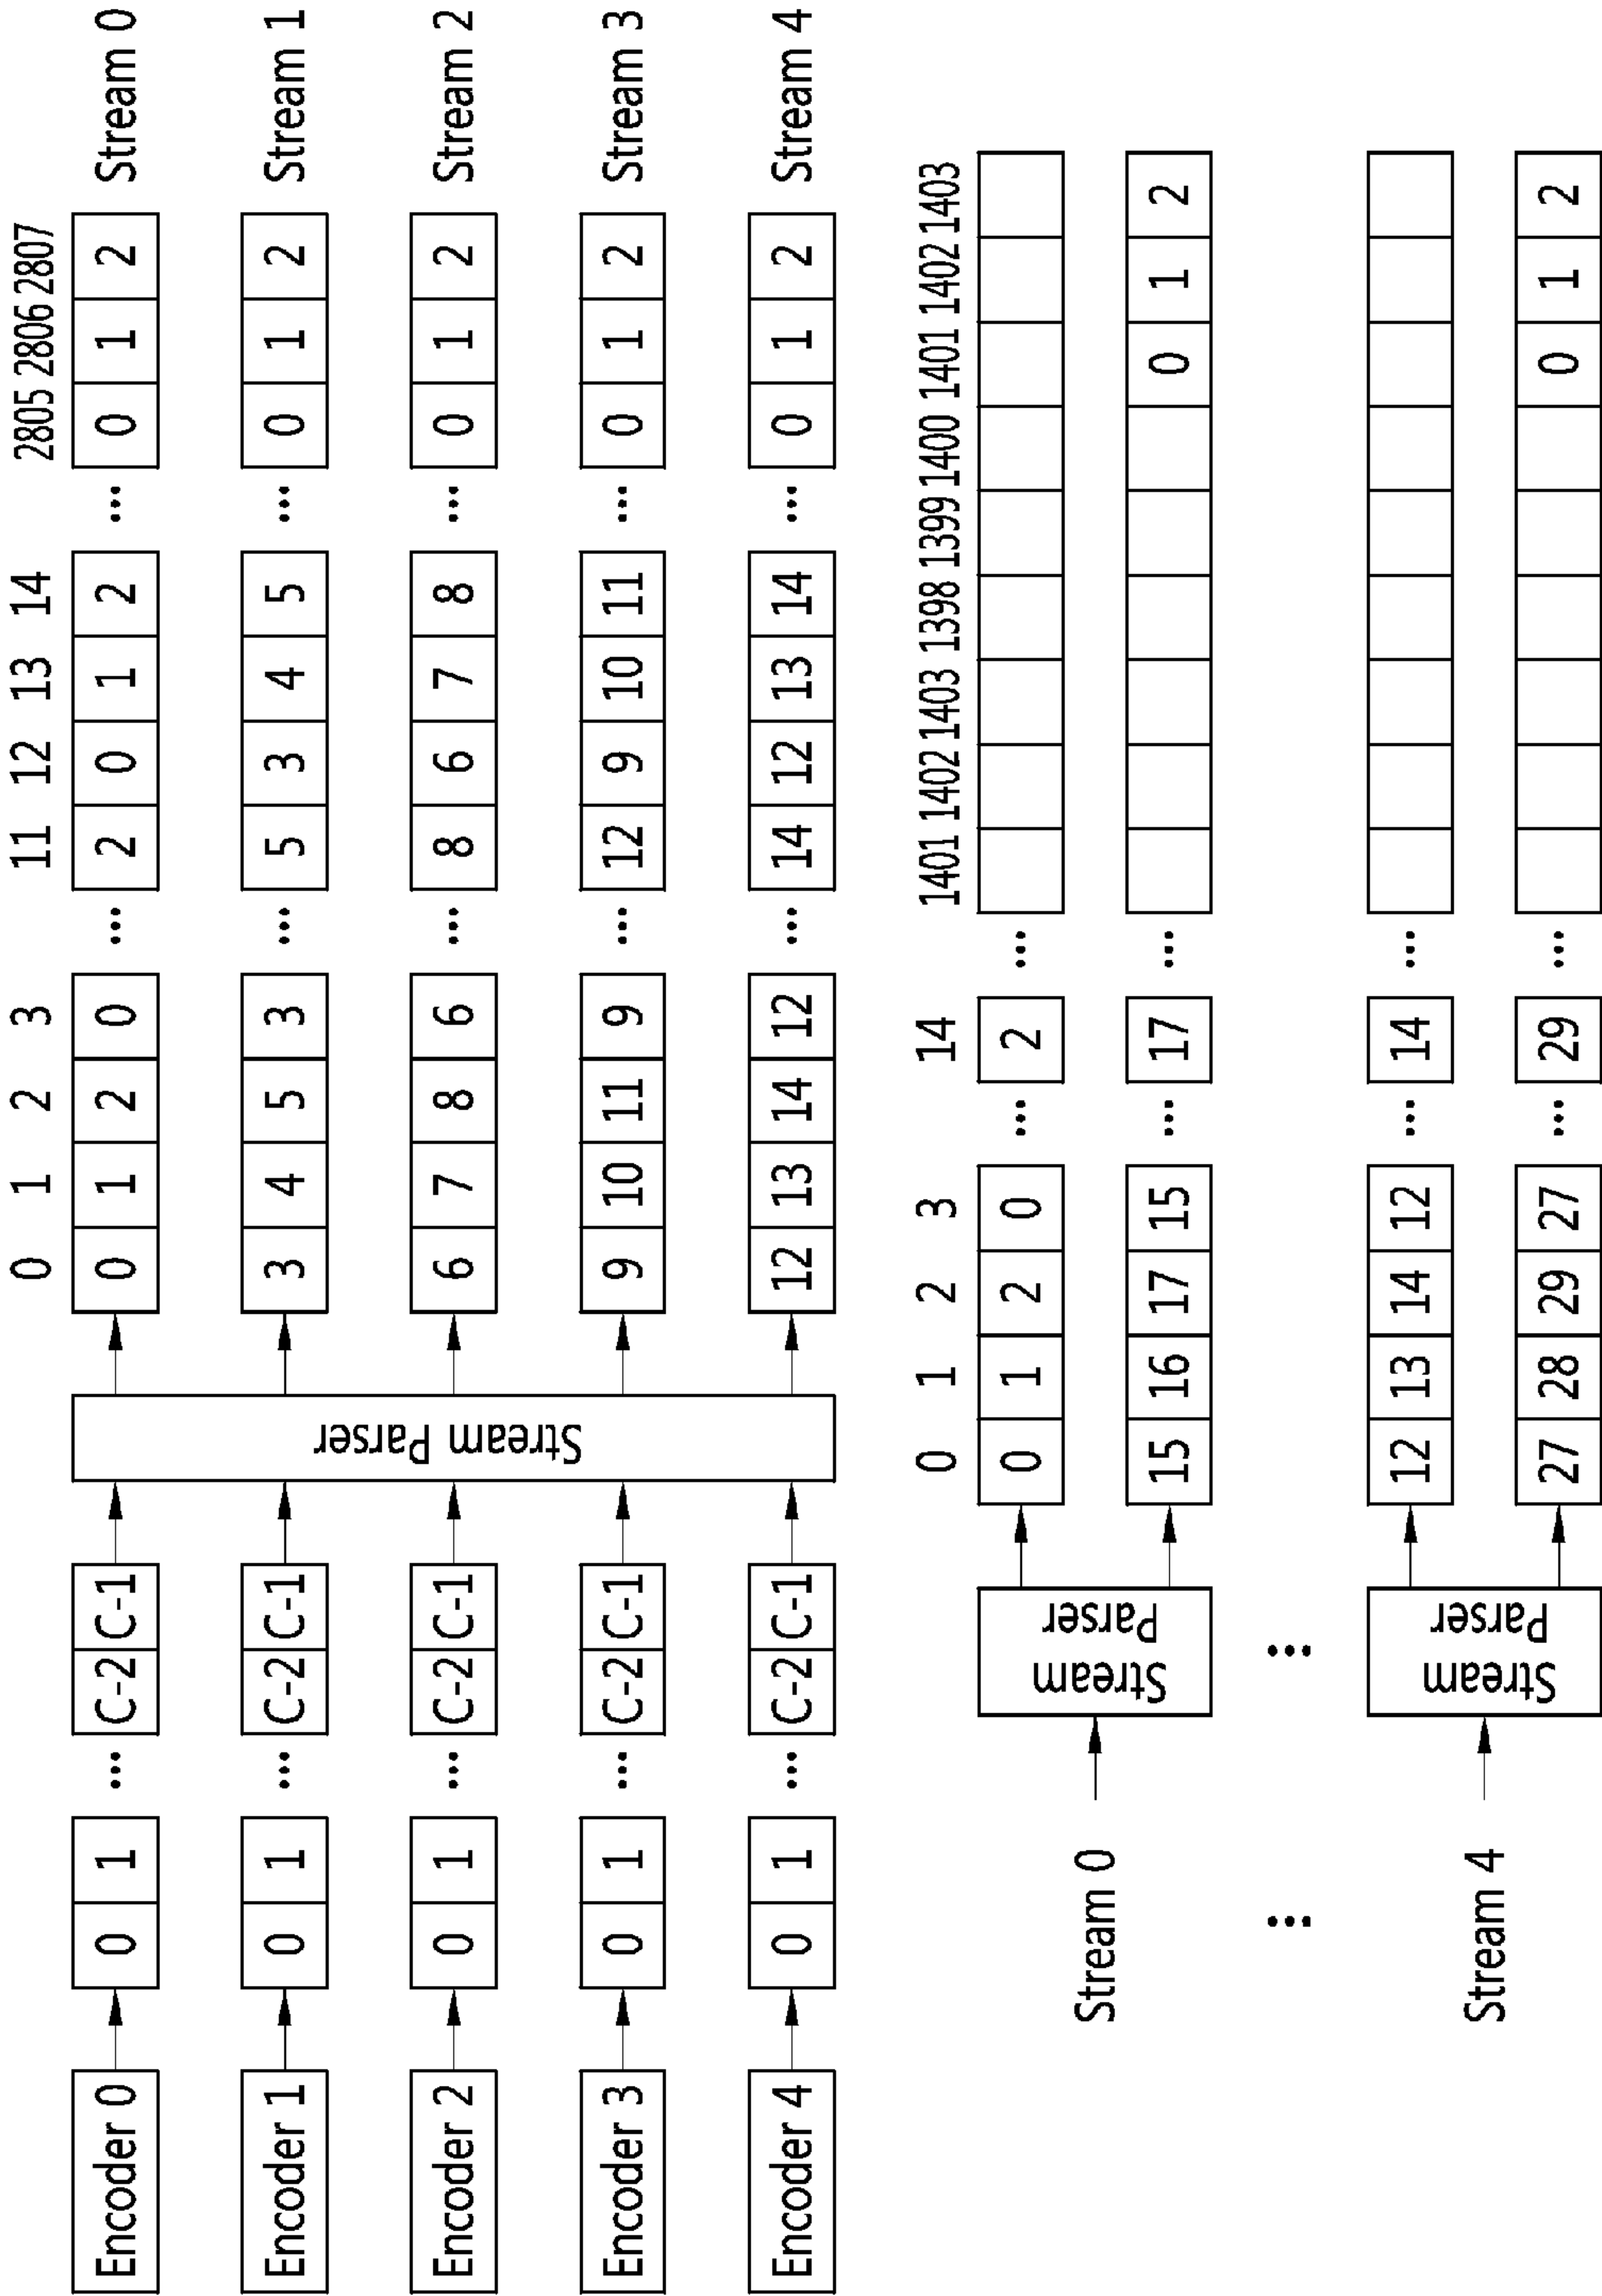 0 1 2 3 11 12 13 14 2805 2806 2807
Encoder 0 0 1 ... C-2 C-1 0 1 2 0 ... 2 0 1 2 ... 0 1 2 Stream 0
Encoder 1 0 1 ... C-2 C-1 3 4 5 3 ... 5 3 4 5 ... 0 1 2 Stream 1
Encoder 2 0 1 ... C-2 C-1 6 7 8 6 ... 8 6 7 8 ... 0 1 2 Stream 2
Encoder 3 0 1 ... C-2 C-1 9 10 11 9 ... 12 9 10 11 ... 0 1 2 Stream 3
Encoder 4 0 1 ... C-2 C-1 12 13 14 12 ... 14 12 13 14 ... 0 1 2 Stream 4
Stream Parser
0 1 2 3 14 1401 1402 1403 1398 1399 1400 1401 1402 1403
0 1 2 0 ... 2 ...
Stream 0
Stream
Parser
15 16 17 15 ... 17 ... 0 1 2
... ...
12 13 14 12 ... 14 ...
Stream 4
Stream
Parser
27 28 29 27 ... 29 ... 0 1 2